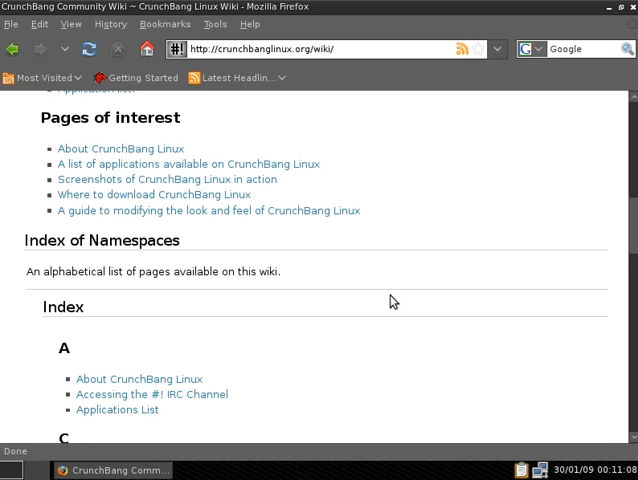 CrunchBang Community Wiki ~ CrunchBang Linux Wiki - Mozilla Firefox
File Edit View History Bookmarks Tools Help
#! http://crunchbanglinux.org/wiki/ G Google
Most Visited Getting Started Latest Headlin...
Application list
Pages of interest
About CrunchBang Linux
A list of applications available on CrunchBang Linux
Screenshots of CrunchBang Linux in action
Where to download CrunchBang Linux
A guide to modifying the look and feel of CrunchBang Linux
Index of Namespaces
An alphabetical list of pages available on this wiki.
Index
A
About CrunchBang Linux
Accessing the #! IRC Channel
Applications List
C
Done
CrunchBang Comm... 30/01/09 00:11:08